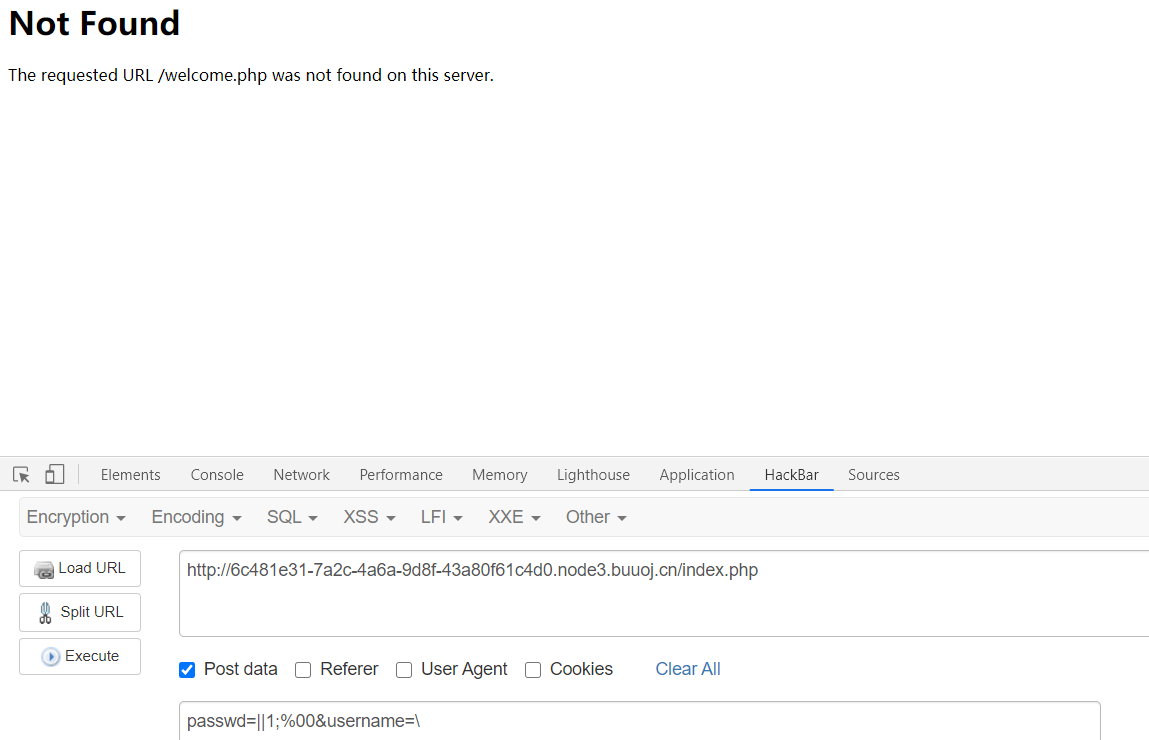 Not Found
The requested URL /welcome.php was not found on this server.
Elements Console Network Performance Memory Lighthouse Application HackBar Sources
Encryption Encoding SQL XSS LFI XXE Other
Load URL
http://6c481e31-7a2c-4a6a-9d8f-43a80f61c4d0.node3.buuoj.cn/index.php
Split URL
Execute
Post data Referer User Agent Cookies Clear All
passwd=||1;%00&username=\